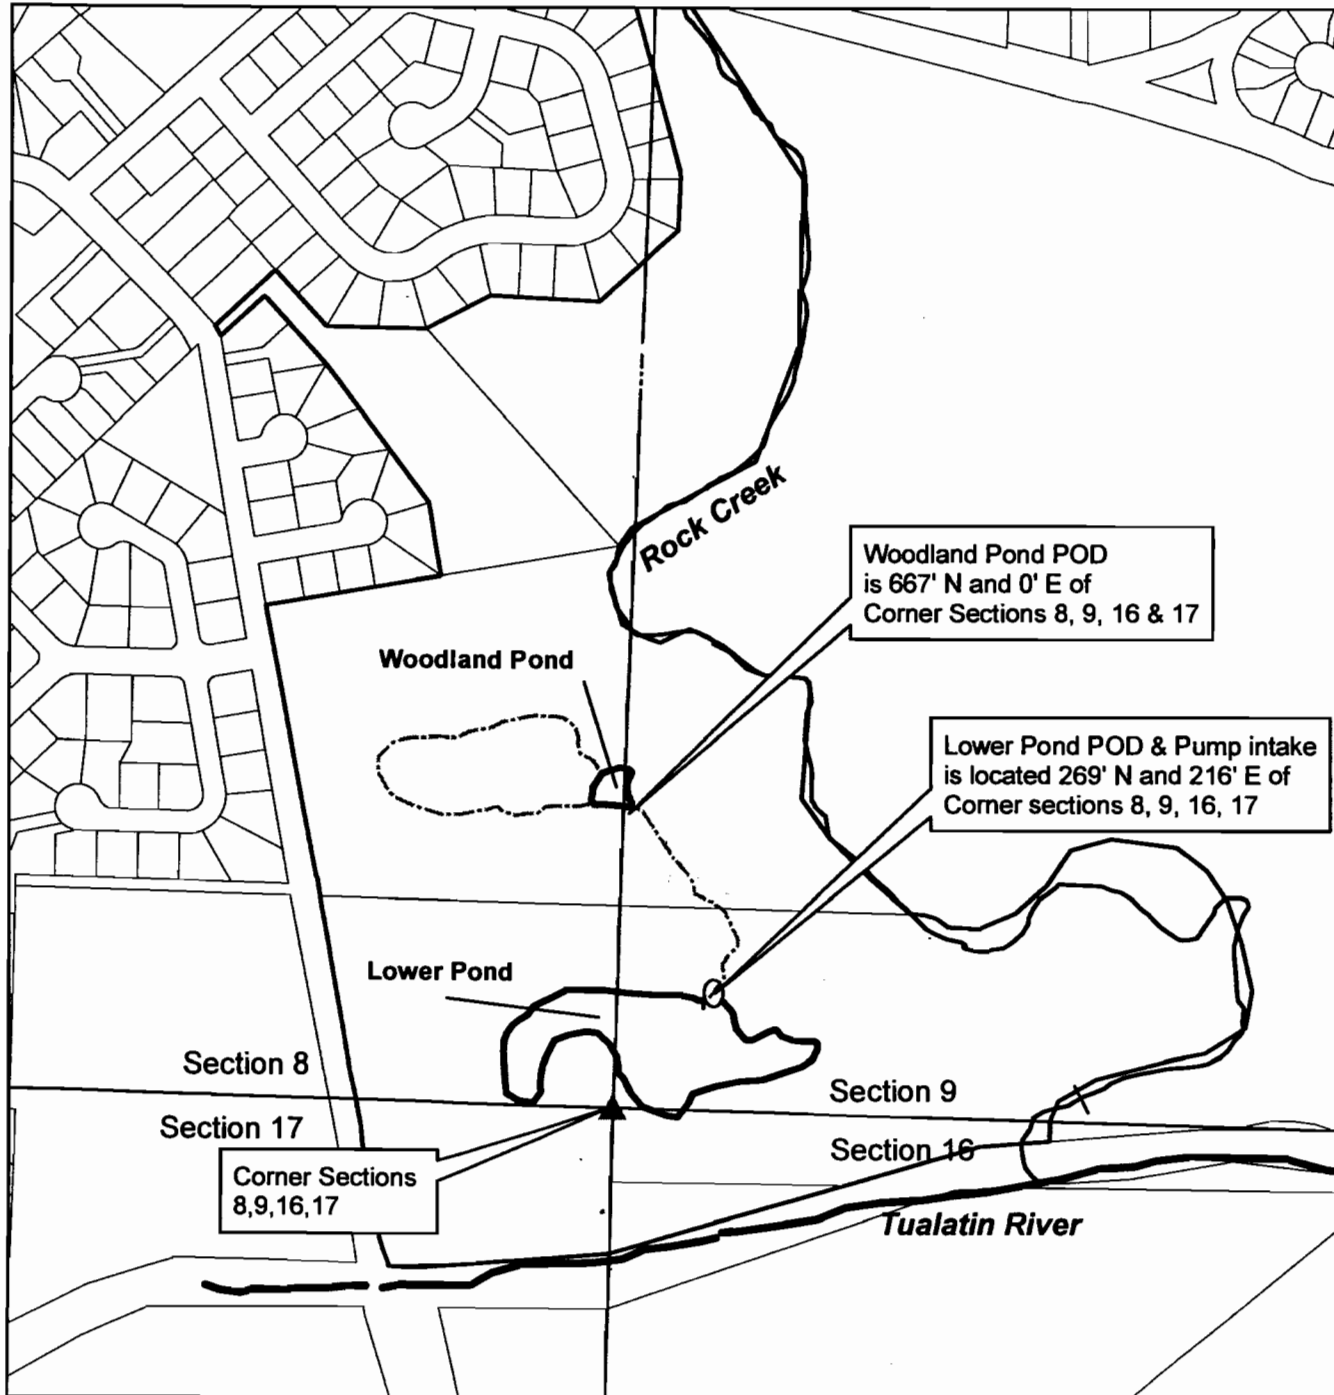 Rock Creek
Woodland Pond POD
is 667' N and 0' E of
Corner Sections 8, 9, 16 & 17
Woodland Pond
Lower Pond POD & Pump intake
is located 269' N and 216' E of
Corner sections 8, 9, 16, 17
Lower Pond
Section 8
Section 9
Section 17
Section 16
Corner Sections
8,9,16,17
Tualatin River